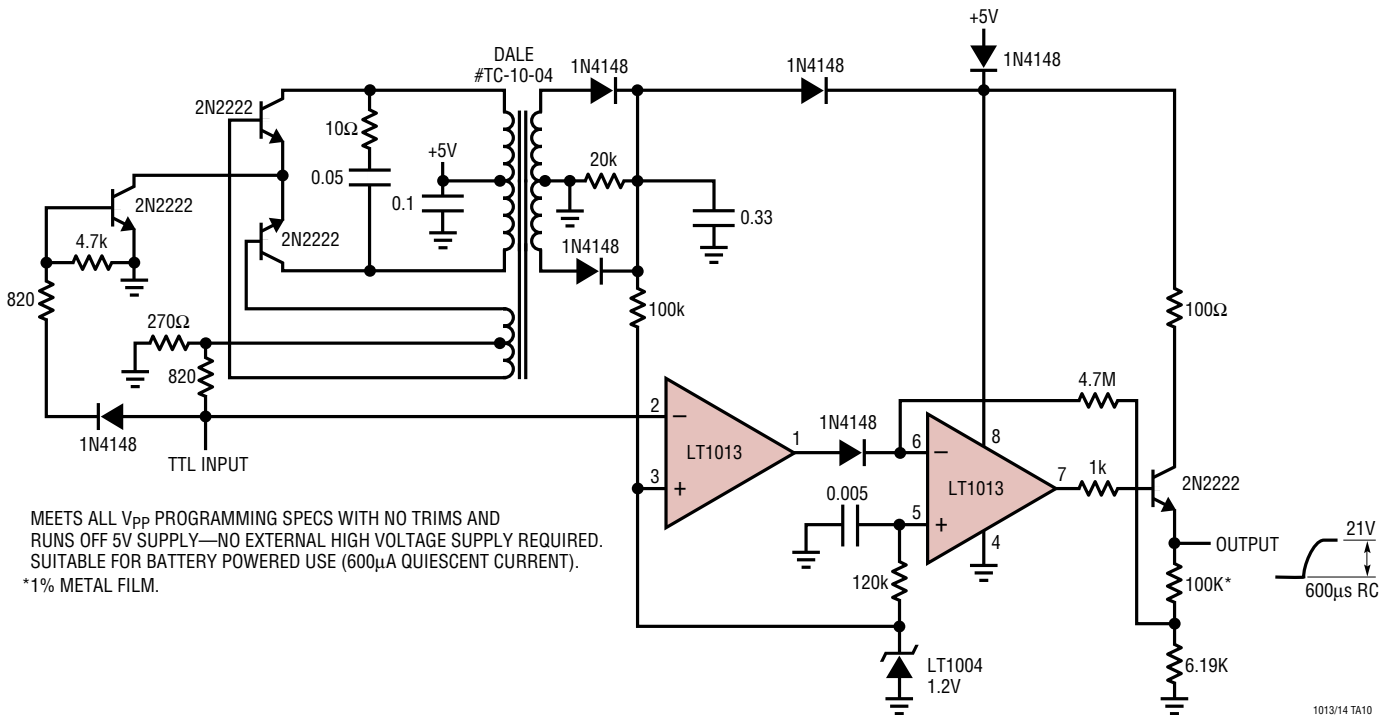 +5V
DALE
#TC-10-04
1N4148
1N4148
1N4148
2N2222
10Ω
+5V
20k
0.05
0.1
0.33
2N2222
2N2222
1N4148
4.7k
820
100k
100Ω
270Ω
820
4.7M
2
1
1N4148
6
8
1N4148
LT1013
TTL INPUT
3
7
1k
2N2222
LT1013
0.005
5
4
MEETS ALL VPP PROGRAMMING SPECS WITH NO TRIMS AND
RUNS OFF 5V SUPPLY—NO EXTERNAL HIGH VOLTAGE SUPPLY REQUIRED.
SUITABLE FOR BATTERY POWERED USE (600µA QUIESCENT CURRENT).
*1% METAL FILM.
OUTPUT
21V
120k
100K*
600µs RC
LT1004
1.2V
6.19K
1013/14 TA10